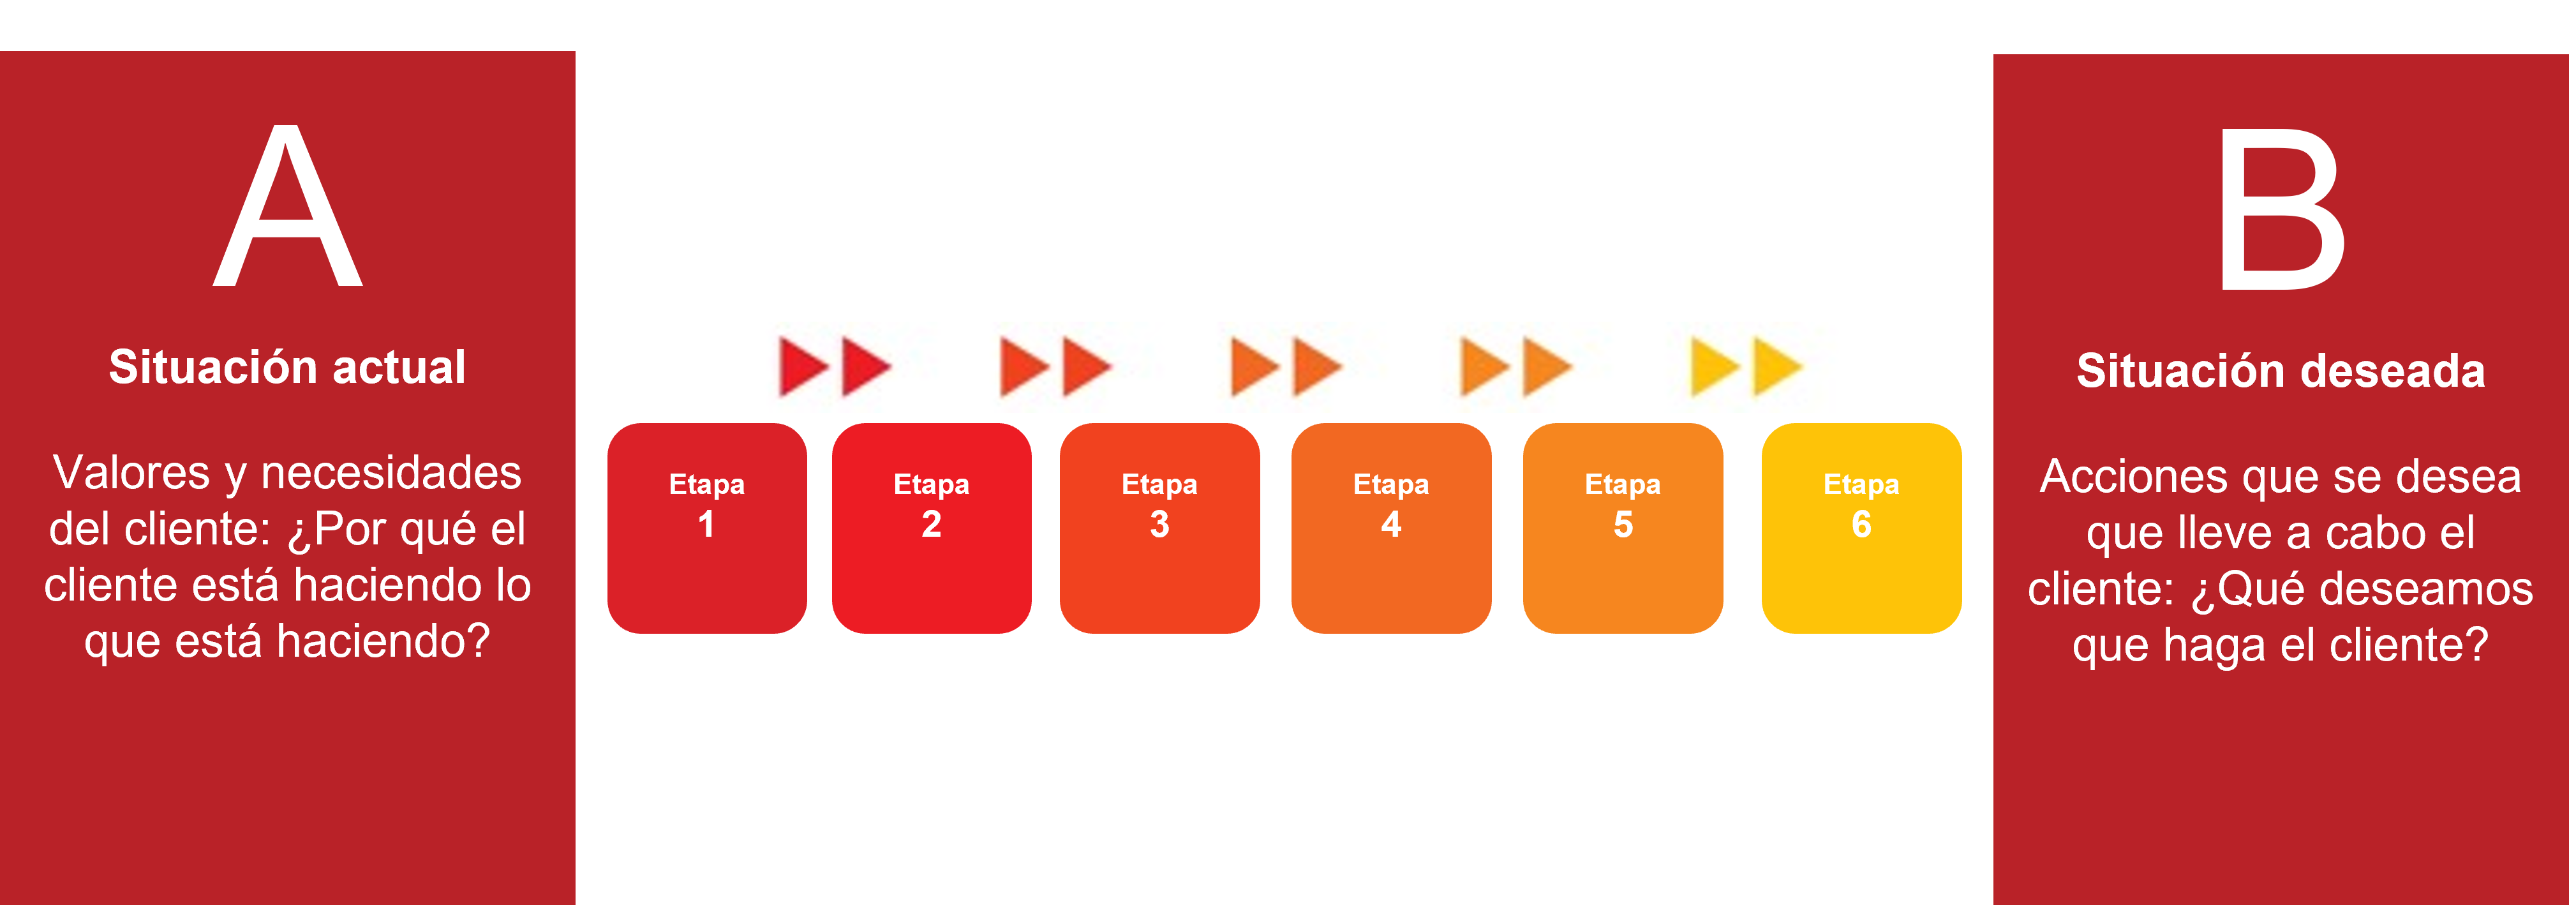 A
Situación actual
Valores y necesidades
del cliente: ¿Por qué el
cliente está haciendo lo
que está haciendo?
Etapa
1
Etapa
2
Etapa
3
Etapa
4
Etapa
5
Etapa
6
B
Situación deseada
Acciones que se desea
que lleve a cabo el
cliente: ¿Qué deseamos
que haga el cliente?